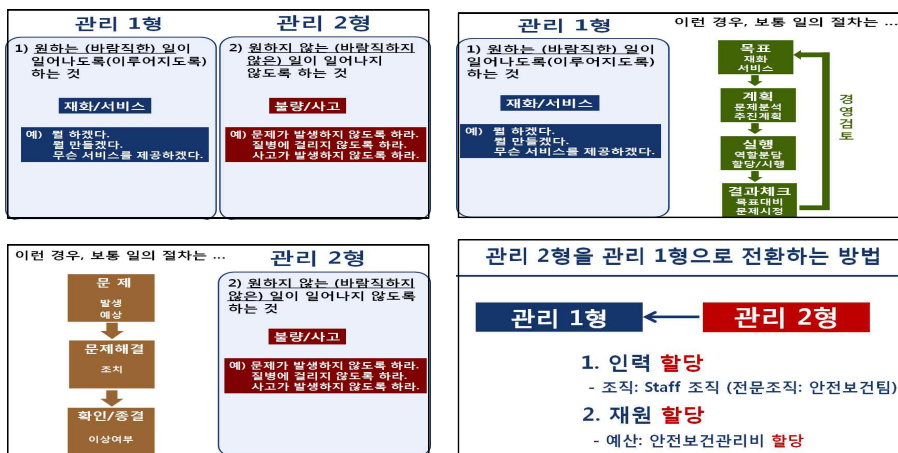 관리 1형
1) 원하는 (바람직한) 일이
일어나도록(이루어지도록)
하는 것
재화/서비스
예) 뭘 하겠다.
뭘 만들겠다.
무슨 서비스를 제공하겠다.
관리 2형
2) 원하지 않는 (바람직하지
않은) 일이 일어나지
않도록 하는 것
불량/사고
예) 문제가 발생하지 않도록 하라.
질병에 걸리지 않도록 하라.
사고가 발생하지 않도록 하라.
관리 1형
1) 원하는 (바람직한) 일이
일어나도록(이루어지도록)
하는 것
재화/서비스
예) 뭘 하겠다.
뭘 만들겠다.
무슨 서비스를 제공하겠다.
이런 경우, 보통 일의 절차는 ...
목표
재화
서비스
계획
문제분석
추진계획
실행
역할분담
할당/시행
결과체크
목표대비
문제시정
경영검토
이런 경우, 보통 일의 절차는 ...
문 제
발생
예상
문제해결
조치
확인/종결
이상여부
관리 2형
2) 원하지 않는 (바람직하지
않은) 일이 일어나지 않도록
하는 것
불량/사고
예) 문제가 발생하지 않도록 하라.
질병에 걸리지 않도록 하라.
사고가 발생하지 않도록 하라.
관리 2형을 관리 1형으로 전환하는 방법
관리 1형
관리 2형
1. 인력 할당
- 조직: Staff 조직 (전문조직: 안전보건팀)
2. 재원 할당
- 예산: 안전보건관리비 할당